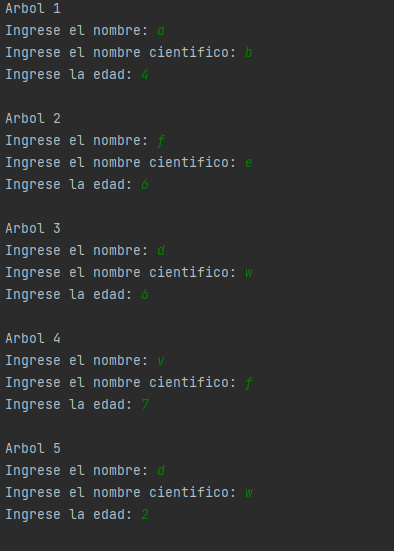 Arbol 1
Ingrese el nombre: a
Ingrese el nombre cientifico: b
Ingrese la edad: 4
Arbol 2
Ingrese el nombre: f
Ingrese el nombre cientifico: e
Ingrese la edad: 6
Arbol 3
Ingrese el nombre: d
Ingrese el nombre cientifico: w
Ingrese la edad: 6
Arbol 4
Ingrese el nombre: v
Ingrese el nombre cientifico: f
Ingrese la edad: 7
Arbol 5
Ingrese el nombre: d
Ingrese el nombre cientifico: w
Ingrese la edad: 2